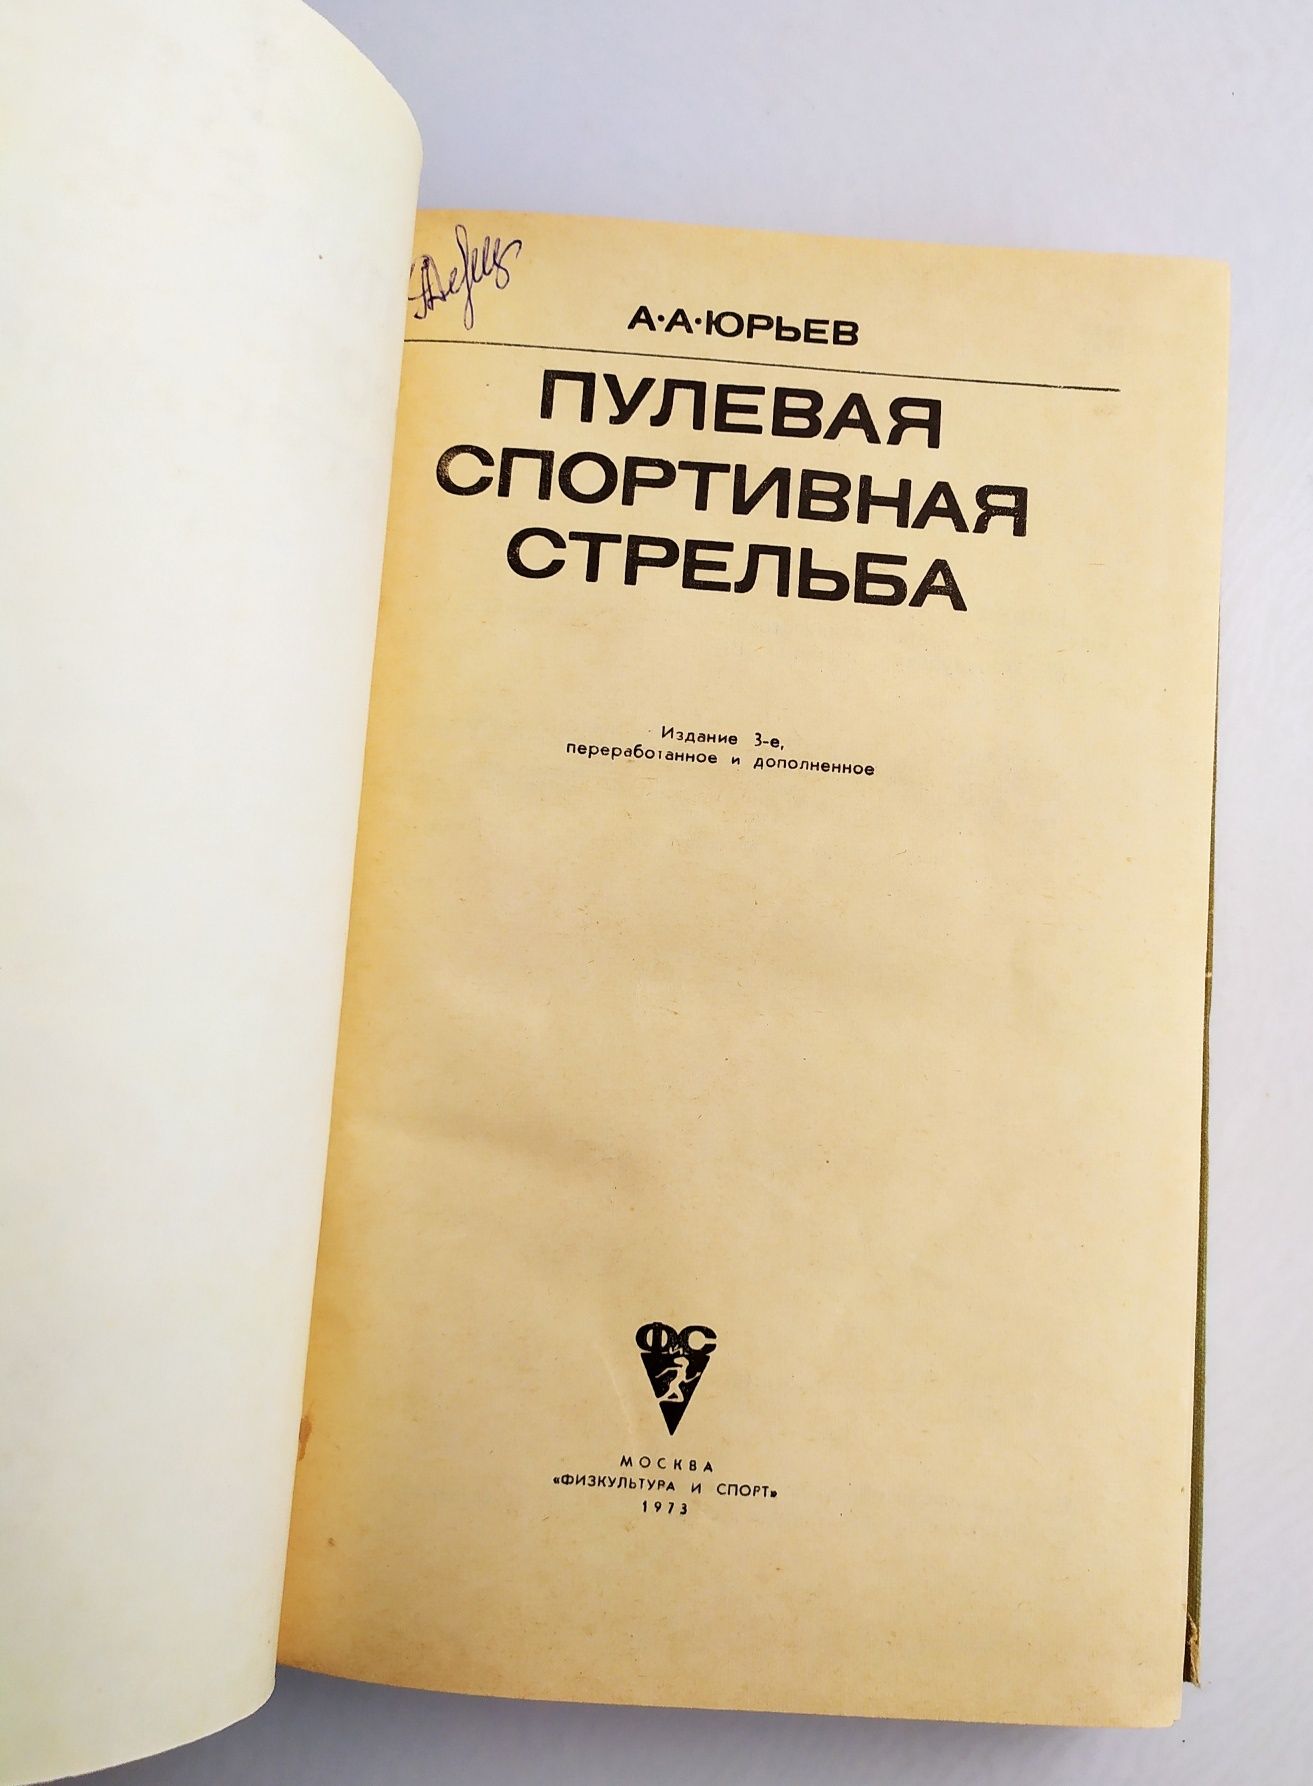 А·А·ЮРЬЕВ
ПУЛЕВАЯ
СПОРТИВНАЯ
СТРЕЛЬБА
Издание 3-е,
переработанное и дополненное
ФиС
МОСКВА
«ФИЗКУЛЬТУРА И СПОРТ»
1973